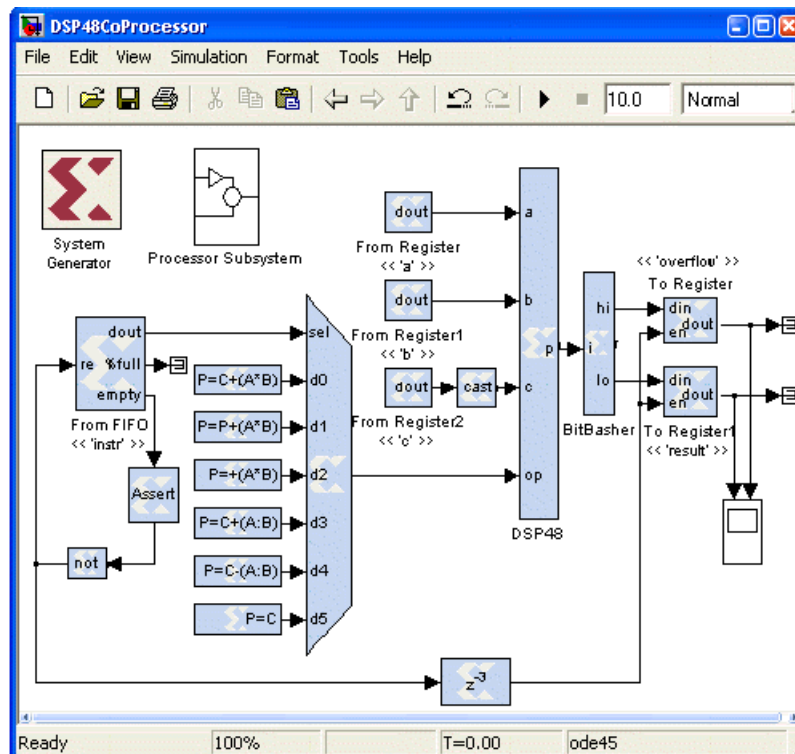 DSP48CoProcessor
File Edit View Simulation Format Tools Help
10.0 Normal
System
Generator
Processor Subsystem
dout
From Register
<< 'a' >>
dout
From Register1
<< 'b' >>
dout
From Register2
<< 'c' >>
cast
a
b
c
op
p
DSP48
i
hi
lo
BitBasher
<< 'overflow' >>
To Register
din
en
dout
din
en
dout
To Register1
<< 'result' >>
dout
re %full
empty
From FIFO
<< 'instr' >>
Assert
not
sel
P=C+(A*B) d0
P=P+(A*B) d1
P=+(A*B) d2
P=C+(A:B) d3
P=C-(A:B) d4
P=C d5
z-3
Ready 100% T=0.00 ode45